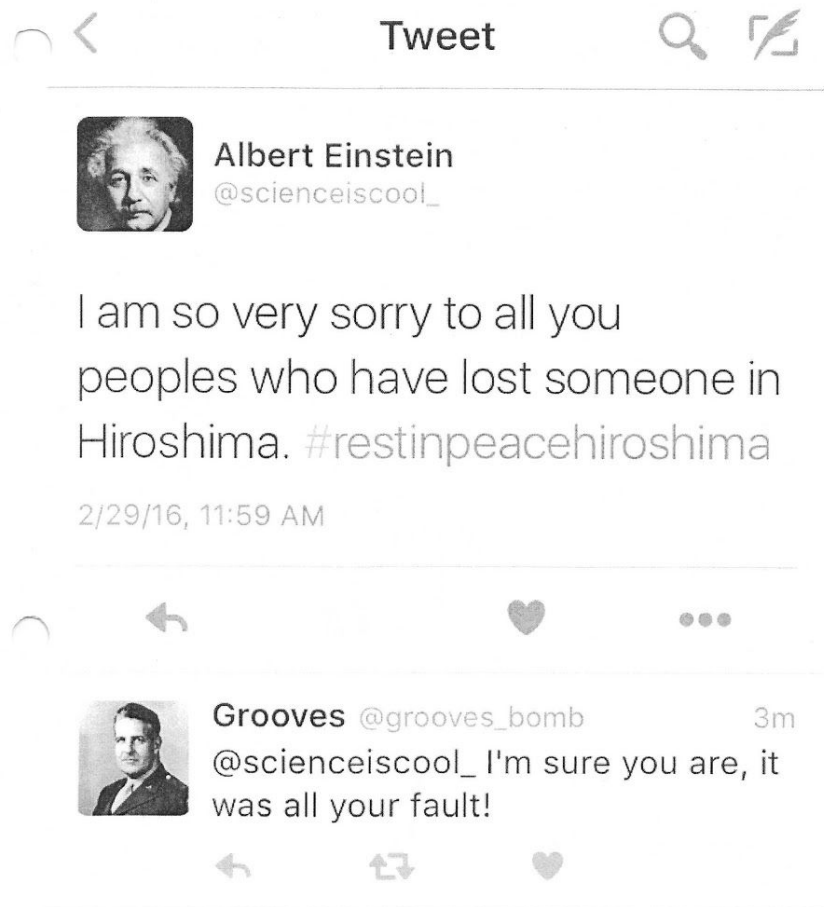 Tweet
Albert Einstein
@scienceiscool_
I am so very sorry to all you
peoples who have lost someone in
Hiroshima. #restinpeacehiroshima
2/29/16, 11:59 AM
Grooves @grooves_bomb 3m
@scienceiscool_ I'm sure you are, it
was all your fault!